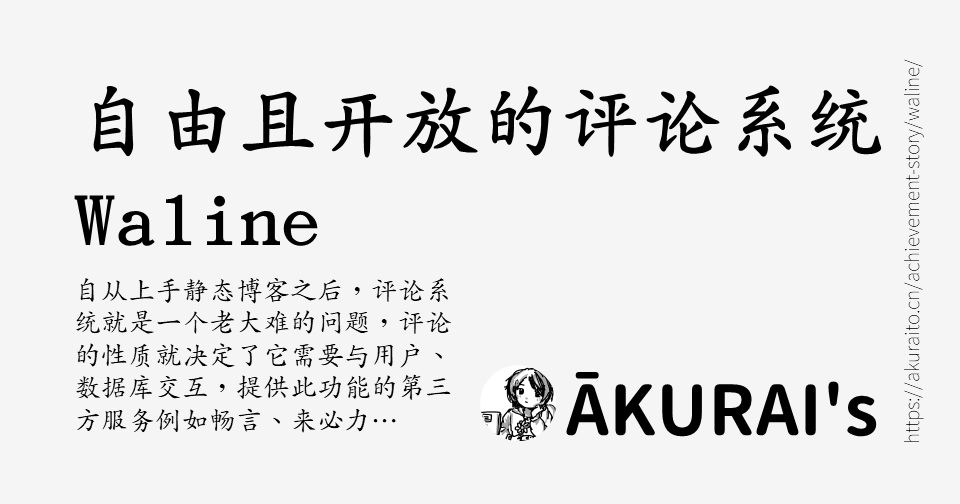 自由且开放的评论系统
Waline
自从上手静态博客之后，评论系
统就是一个老大难的问题，评论
的性质就决定了它需要与用户、
数据库交互，提供此功能的第三
方服务例如畅言、来必力…
ĀKURAI's
https://akuraito.cn/achievement-story/waline/